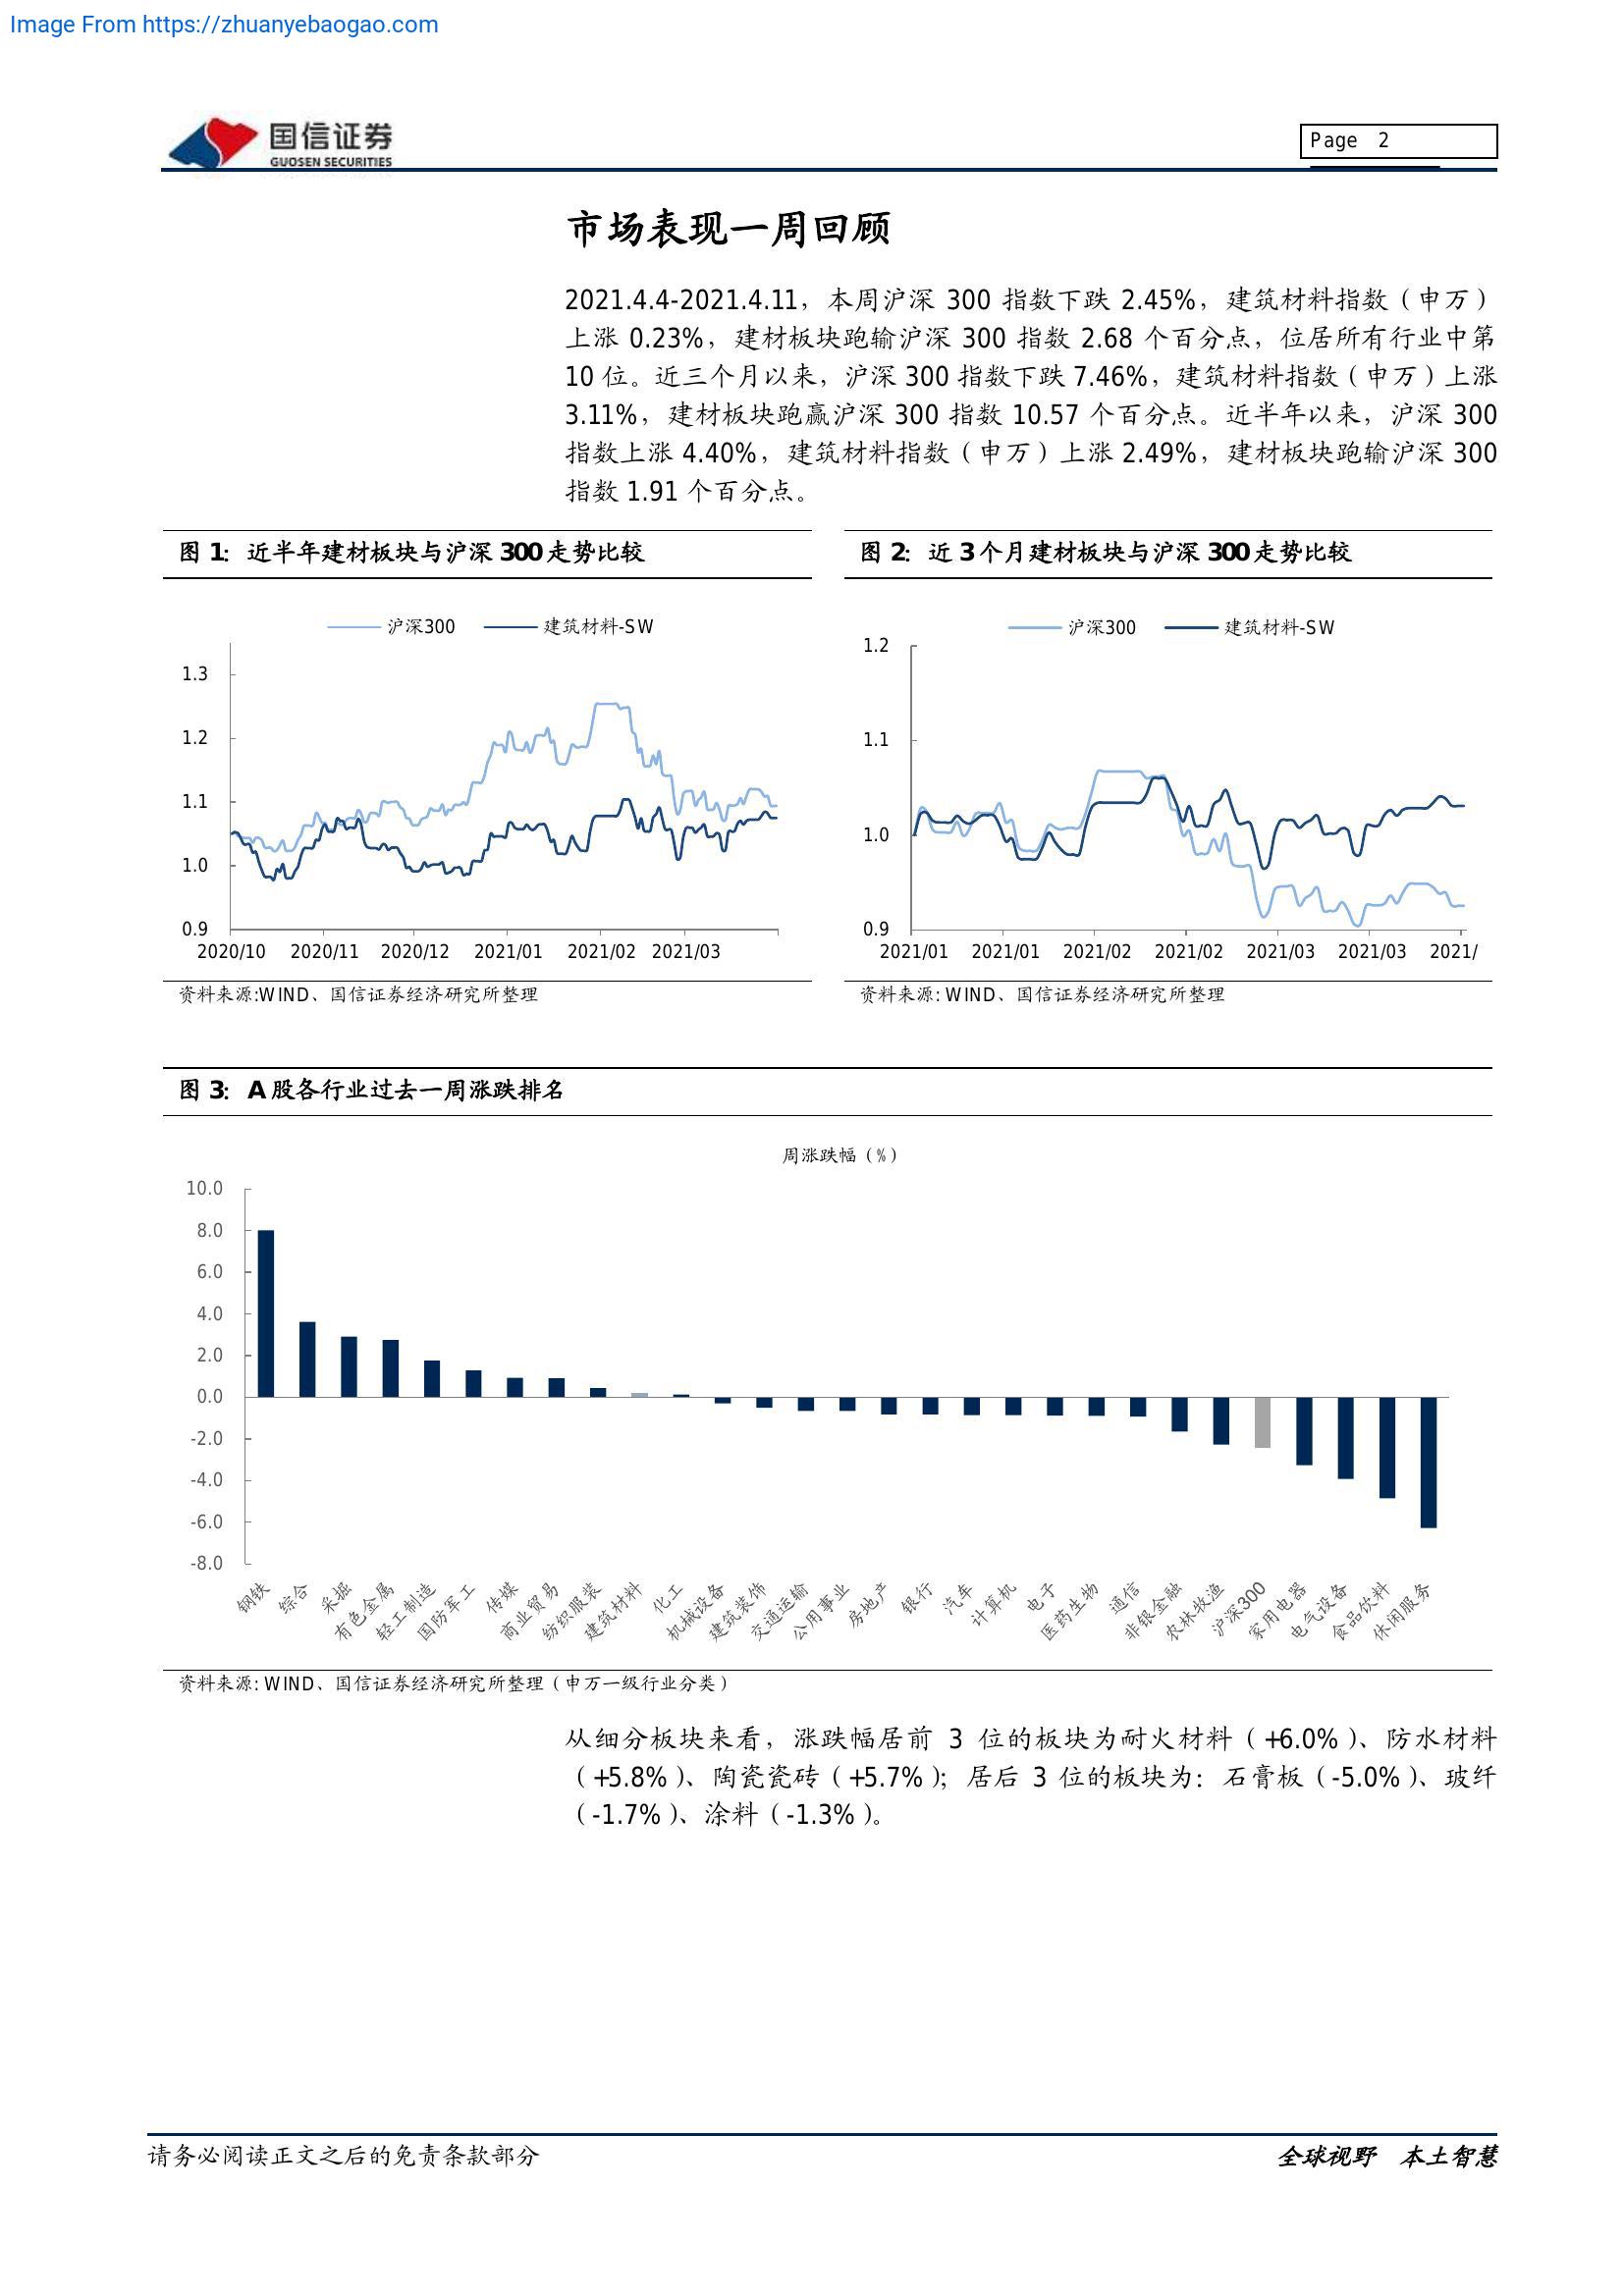 Image From https://zhuanyebaogao.com
国信证券
GUOSEN SECURITIES
Page 2
市场表现一周回顾
2021.4.4-2021.4.11，本周沪深 300 指数下跌 2.45%，建筑材料指数（申万）
上涨 0.23%，建材板块跑输沪深 300 指数 2.68 个百分点，位居所有行业中第
10 位。近三个月以来，沪深 300 指数下跌 7.46%，建筑材料指数（申万）上涨
3.11%，建材板块跑赢沪深 300 指数 10.57 个百分点。近半年以来，沪深 300
指数上涨 4.40%，建筑材料指数（申万）上涨 2.49%，建材板块跑输沪深 300
指数 1.91 个百分点。
图 1：近半年建材板块与沪深 300 走势比较
沪深300 建筑材料-SW
1.3
1.2
1.1
1.0
0.9
2020/10 2020/11 2020/12 2021/01 2021/02 2021/03
资料来源:WIND、国信证券经济研究所整理
图 2：近 3 个月建材板块与沪深 300 走势比较
沪深300 建筑材料-SW
1.2
1.1
1.0
0.9
2021/01 2021/01 2021/02 2021/02 2021/03 2021/03 2021/
资料来源: WIND、国信证券经济研究所整理
图 3：A 股各行业过去一周涨跌排名
周涨跌幅（%）
10.0
8.0
6.0
4.0
2.0
0.0
-2.0
-4.0
-6.0
-8.0
钢铁 综合 采掘 有色金属 轻工制造 国防军工 传媒 商业贸易 纺织服装 建筑材料 化工 机械设备 建筑装饰 交通运输 公用事业 房地产 银行 汽车 计算机 电子 医药生物 通信 非银金融 农林牧渔 沪深300 家用电器 电气设备 食品饮料 休闲服务
资料来源: WIND、国信证券经济研究所整理（申万一级行业分类）
从细分板块来看，涨跌幅居前 3 位的板块为耐火材料（+6.0%）、防水材料
（+5.8%）、陶瓷瓷砖（+5.7%）；居后 3 位的板块为：石膏板（-5.0%）、玻纤
（-1.7%）、涂料（-1.3%）。
请务必阅读正文之后的免责条款部分
全球视野 本土智慧